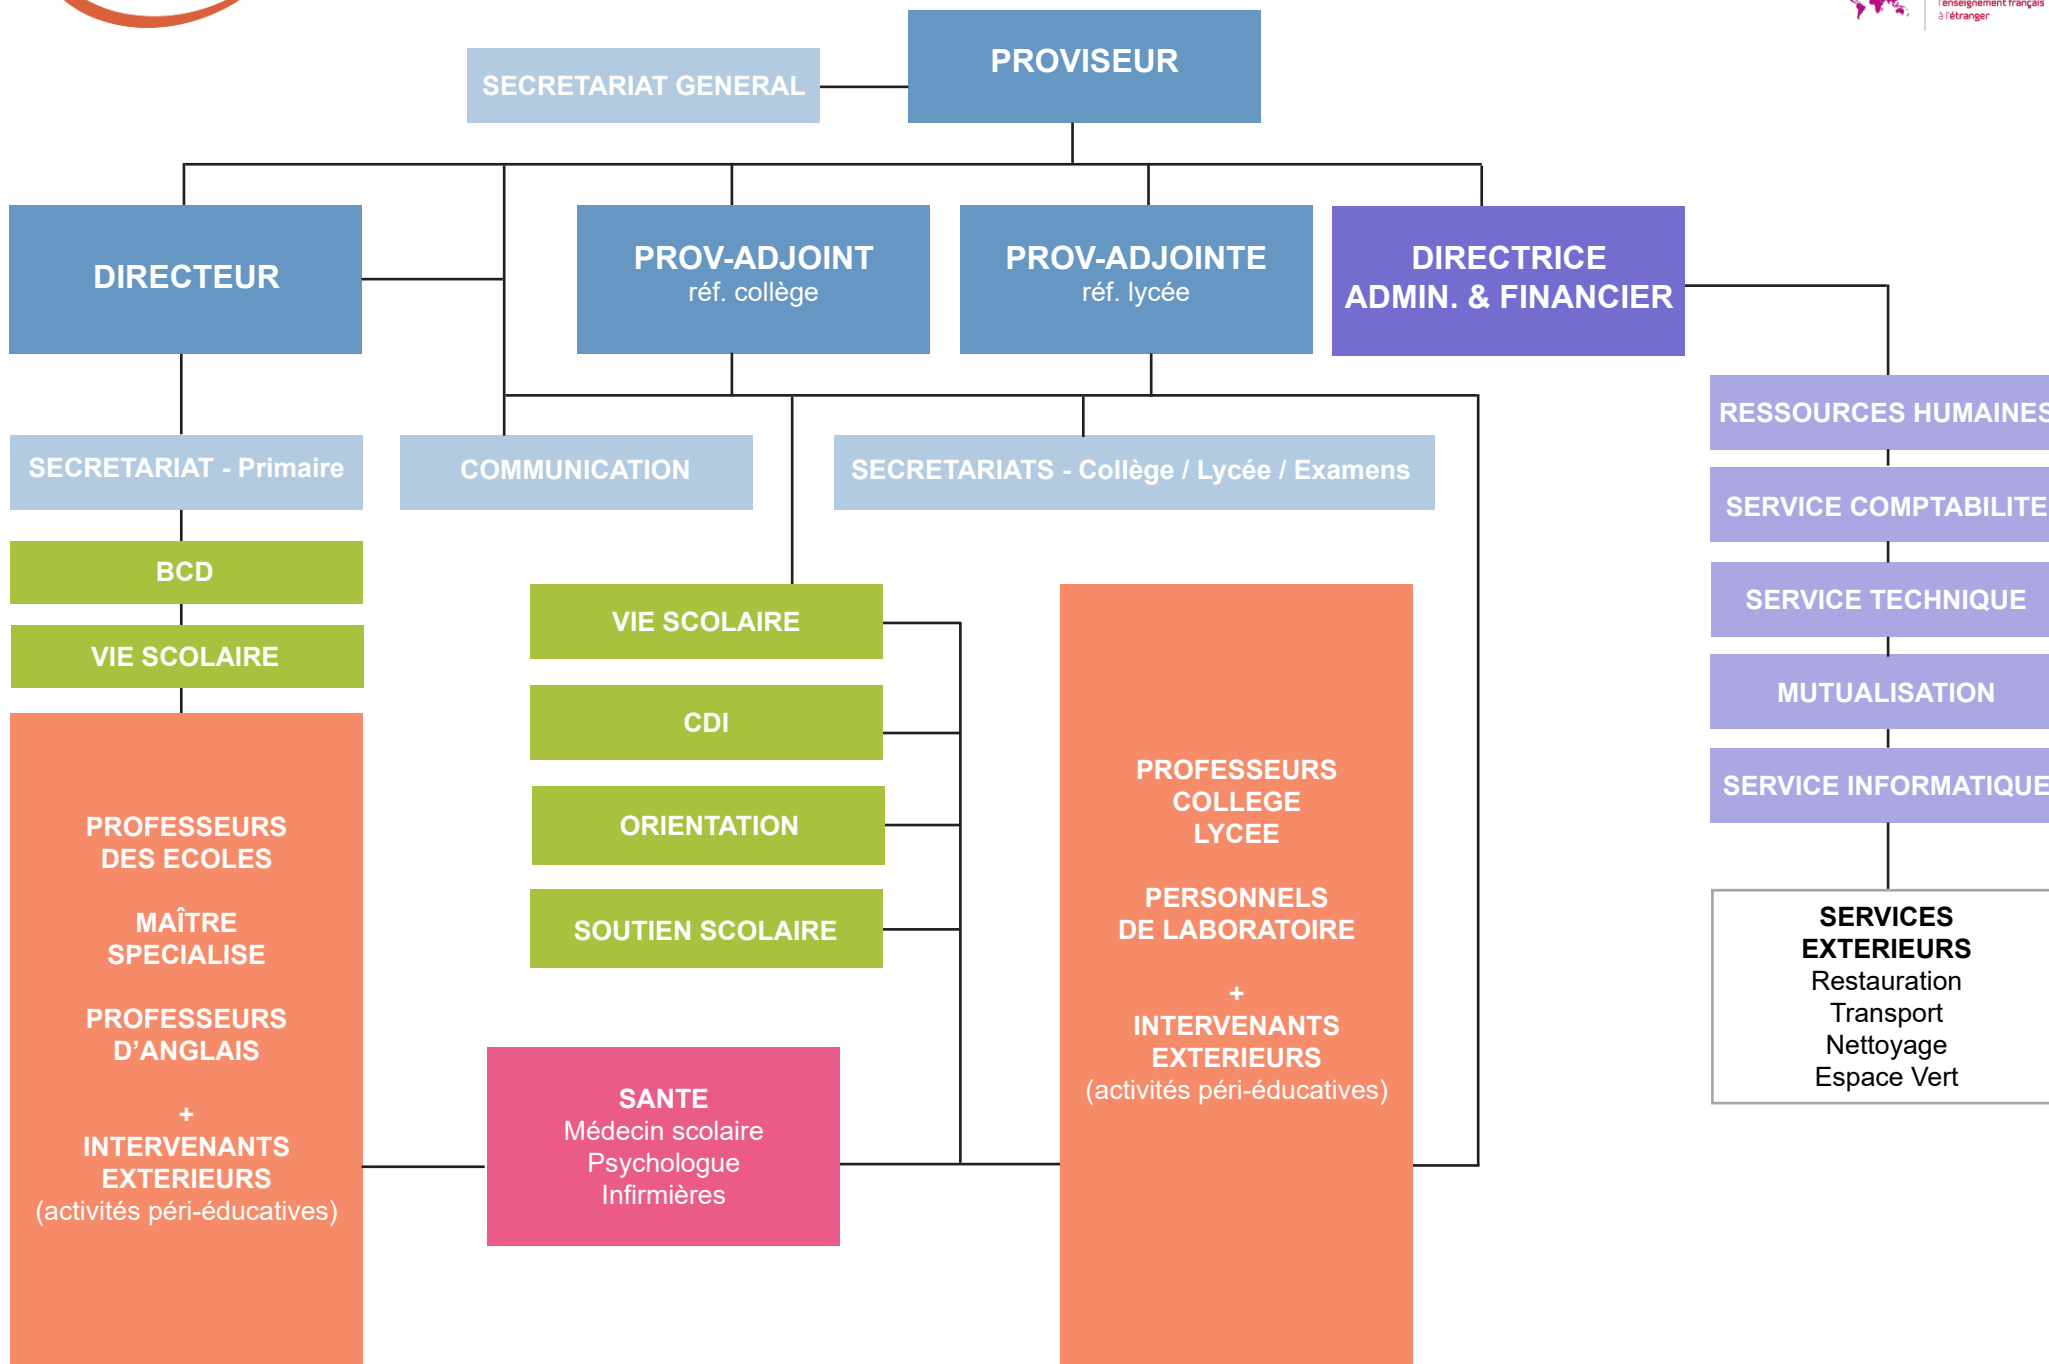 l'enseignement français
à l'étranger
PROVISEUR
SECRETARIAT GENERAL
DIRECTEUR
PROV-ADJOINT
réf. collège
PROV-ADJOINTE
réf. lycée
DIRECTRICE
ADMIN. & FINANCIER
SECRETARIAT - Primaire
COMMUNICATION
SECRETARIATS - Collège / Lycée / Examens
RESSOURCES HUMAINES
SERVICE COMPTABILITE
SERVICE TECHNIQUE
MUTUALISATION
SERVICE INFORMATIQUE
BCD
VIE SCOLAIRE
PROFESSEURS
DES ECOLES
MAÎTRE
SPECIALISE
PROFESSEURS
D'ANGLAIS
+
INTERVENANTS
EXTERIEURS
(activités péri-éducatives)
VIE SCOLAIRE
CDI
ORIENTATION
SOUTIEN SCOLAIRE
SANTE
Médecin scolaire
Psychologue
Infirmières
PROFESSEURS
COLLEGE
LYCEE
PERSONNELS
DE LABORATOIRE
+
INTERVENANTS
EXTERIEURS
(activités péri-éducatives)
SERVICES
EXTERIEURS
Restauration
Transport
Nettoyage
Espace Vert